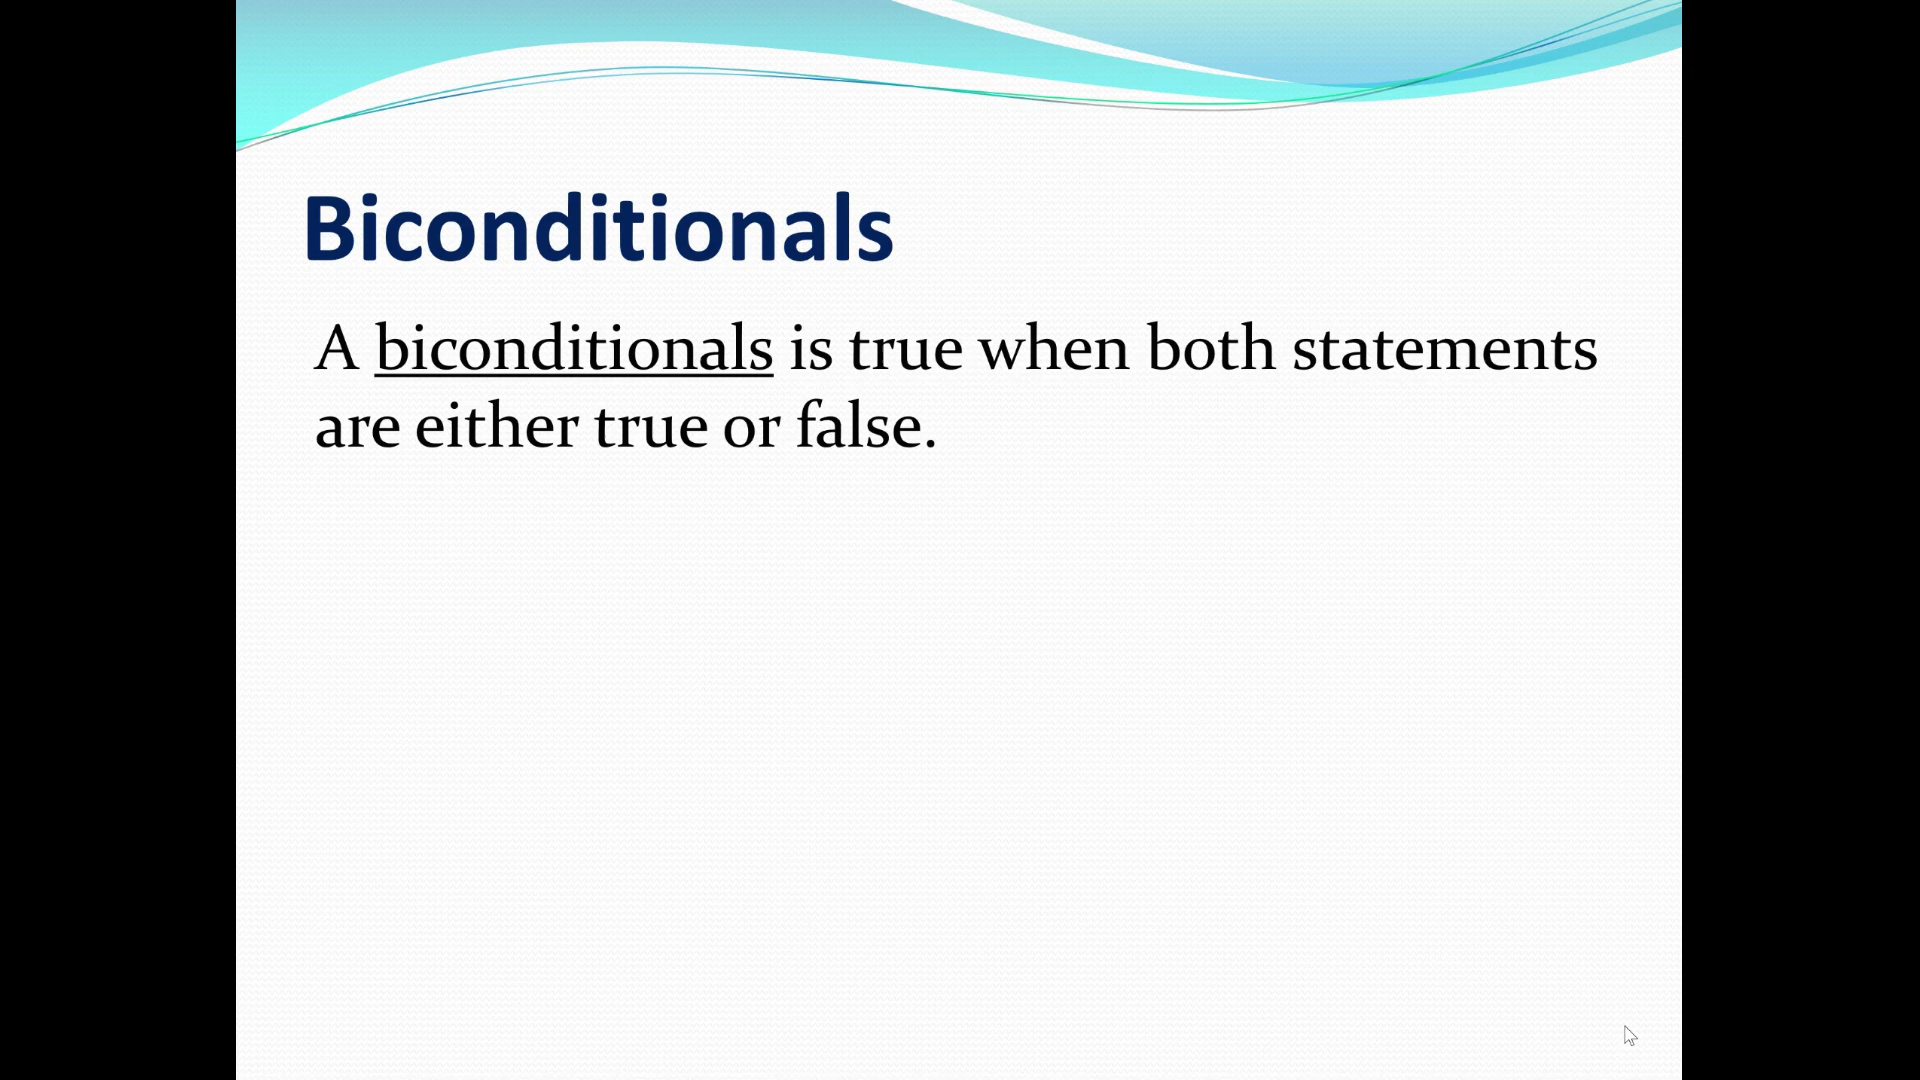 Biconditionals
A biconditionals is true when both statements
are either true or false.